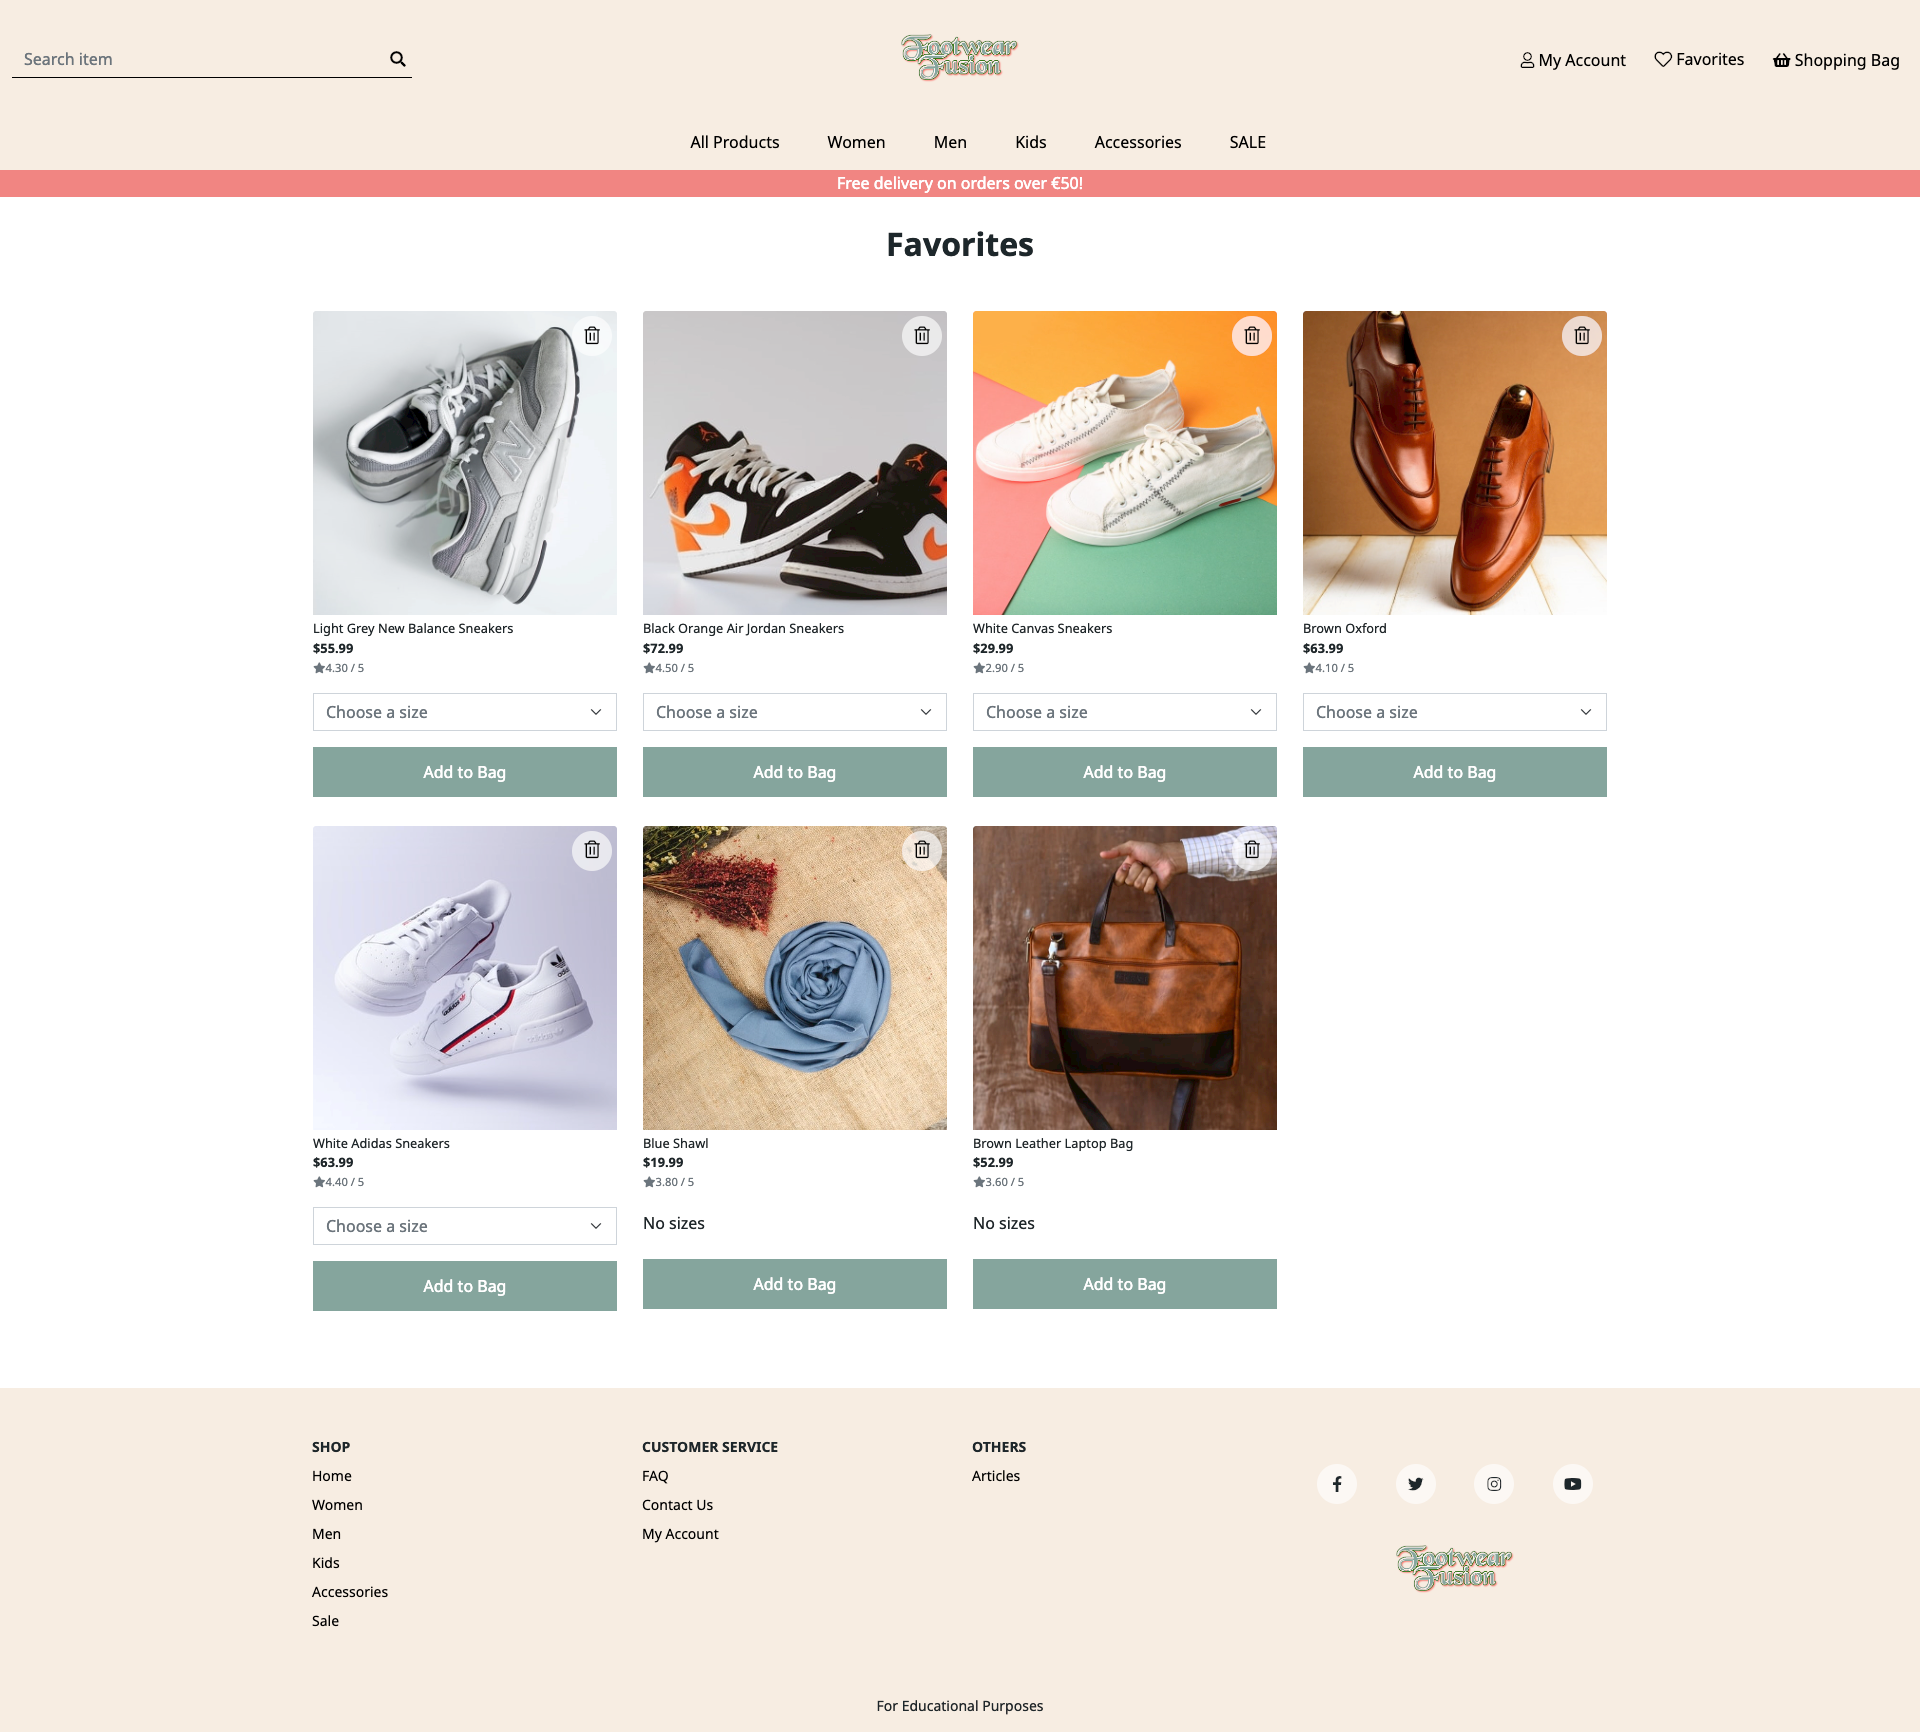 Search item
Footwear
Fusion
My Account
Favorites
Shopping Bag
All Products
Women
Men
Kids
Accessories
SALE
Free delivery on orders over €50!
Favorites
Light Grey New Balance Sneakers
$55.99
4.30 / 5
Choose a size
Add to Bag
Black Orange Air Jordan Sneakers
$72.99
4.50 / 5
Choose a size
Add to Bag
White Canvas Sneakers
$29.99
2.90 / 5
Choose a size
Add to Bag
Brown Oxford
$63.99
4.10 / 5
Choose a size
Add to Bag
adidas
adidas
White Adidas Sneakers
$63.99
4.40 / 5
Choose a size
Add to Bag
Blue Shawl
$19.99
3.80 / 5
No sizes
Add to Bag
Brown Leather Laptop Bag
$52.99
3.60 / 5
No sizes
Add to Bag
SHOP
Home
Women
Men
Kids
Accessories
Sale
CUSTOMER SERVICE
FAQ
Contact Us
My Account
OTHERS
Articles
Footwear
Fusion
For Educational Purposes